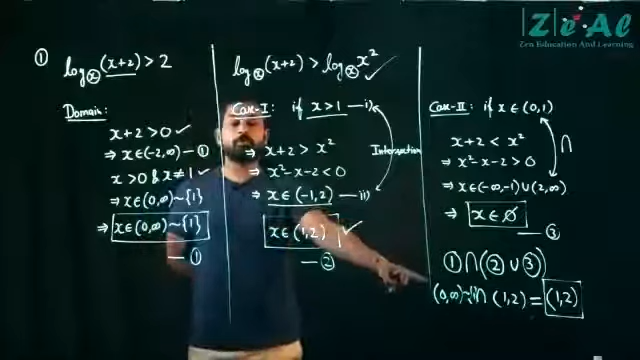 ZeAl
Zen Education And Learning
① log_x (x+2) > 2
Domain:
x+2 > 0 ✓
⇒ x∈(-2,∞) — ①
x > 0 & x ≠ 1 ✓
⇒ x∈(0,∞) ~ {1}
⇒ x∈(0,∞) ~ {1}
— ①
log_x (x+2) > log_x x² ✓
Case-I: if x > 1 — i)
⇒ x+2 > x²
⇒ x²-x-2 < 0
⇒ x∈(-1,2) — ii)
Intersection
x∈(1,2) ✓
— ②
Case-II: if x∈(0,1)
x+2 < x²
⇒ x²-x-2 > 0
⇒ x∈(-∞,-1)∪(2,∞)
∩
⇒ x∈∅
— ③
①∩(②∪③)
(0,∞)~{1}∩(1,2) = (1,2)